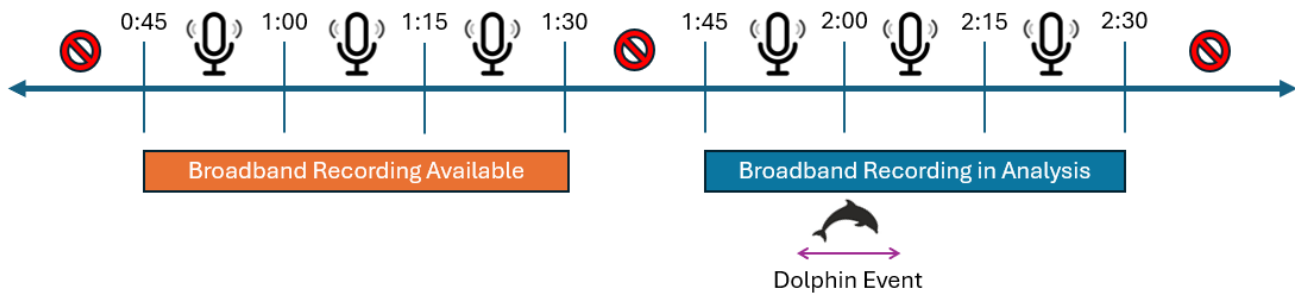 0:45 1:00 1:15 1:30 1:45 2:00 2:15 2:30
Broadband Recording Available Broadband Recording in Analysis
Dolphin Event